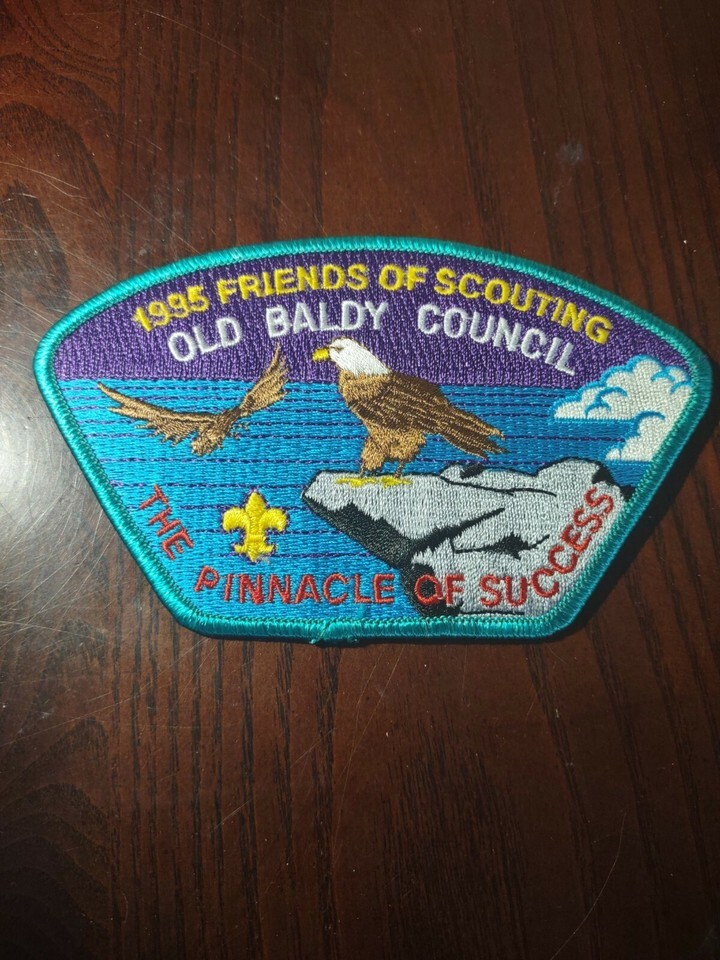 1995 FRIENDS OF SCOUTING
OLD BALDY COUNCIL
THE PINNACLE OF SUCCESS